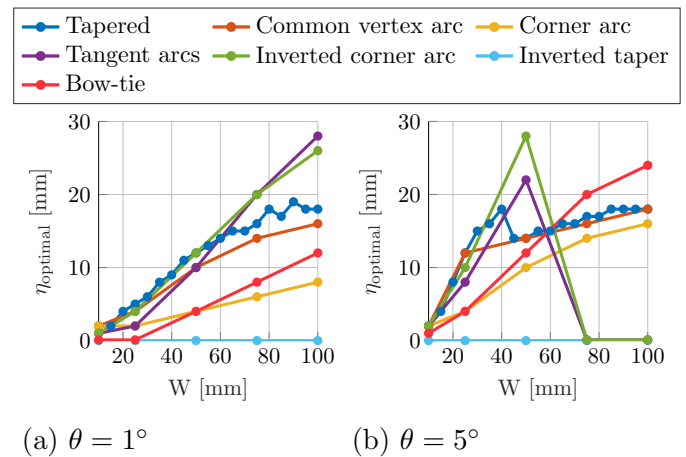 Tapered Common vertex arc Corner arc
Tangent arcs Inverted corner arc Inverted taper
Bow-tie
30
20
10
0
η_optimal [mm]
20 40 60 80 100
W [mm]
(a) θ = 1°
30
20
10
0
η_optimal [mm]
20 40 60 80 100
W [mm]
(b) θ = 5°